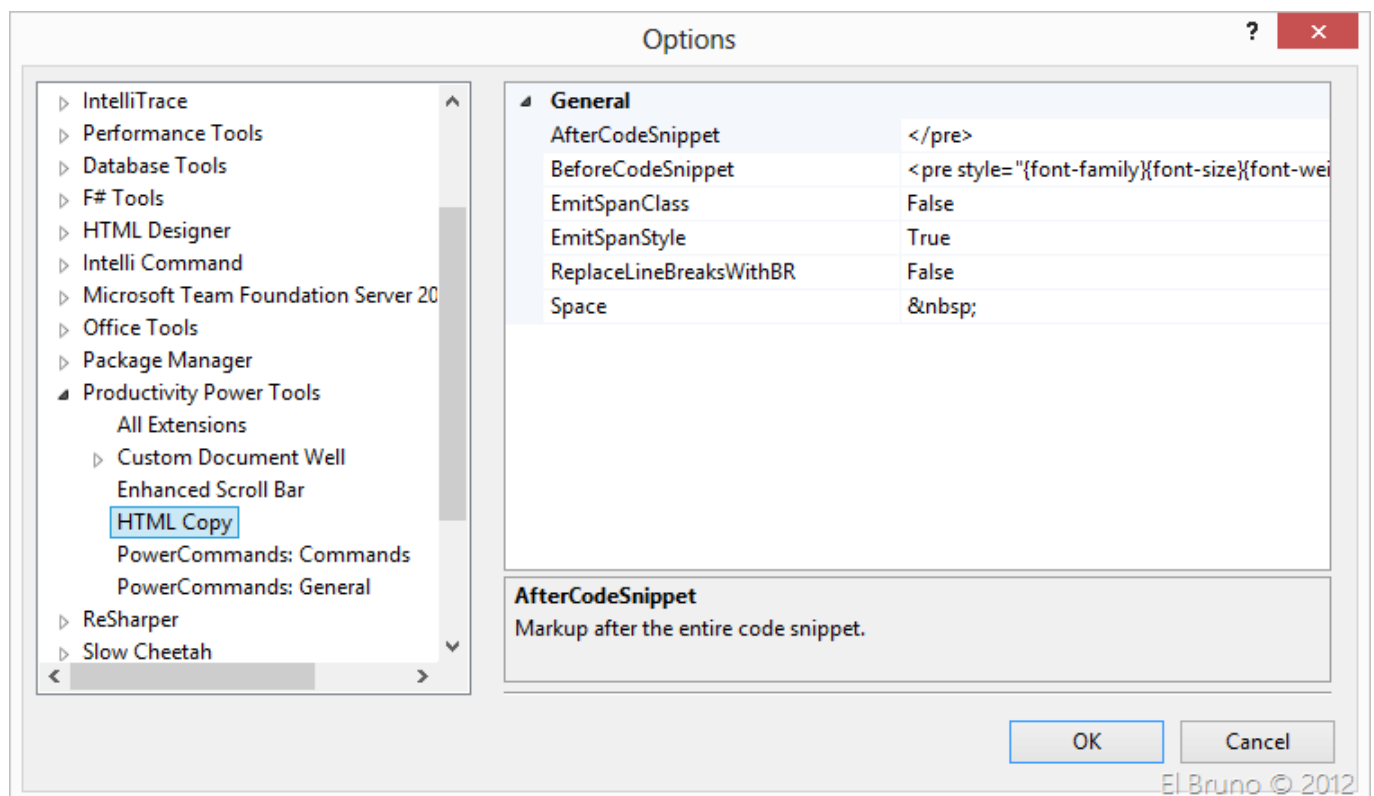 Options
?
IntelliTrace
Performance Tools
Database Tools
F# Tools
HTML Designer
Intelli Command
Microsoft Team Foundation Server 20
Office Tools
Package Manager
Productivity Power Tools
All Extensions
Custom Document Well
Enhanced Scroll Bar
HTML Copy
PowerCommands: Commands
PowerCommands: General
ReSharper
Slow Cheetah
General
AfterCodeSnippet </pre>
BeforeCodeSnippet <pre style="{font-family}{font-size}{font-wei
EmitSpanClass False
EmitSpanStyle True
ReplaceLineBreaksWithBR False
Space &nbsp;
AfterCodeSnippet
Markup after the entire code snippet.
OK Cancel
El Bruno © 2012